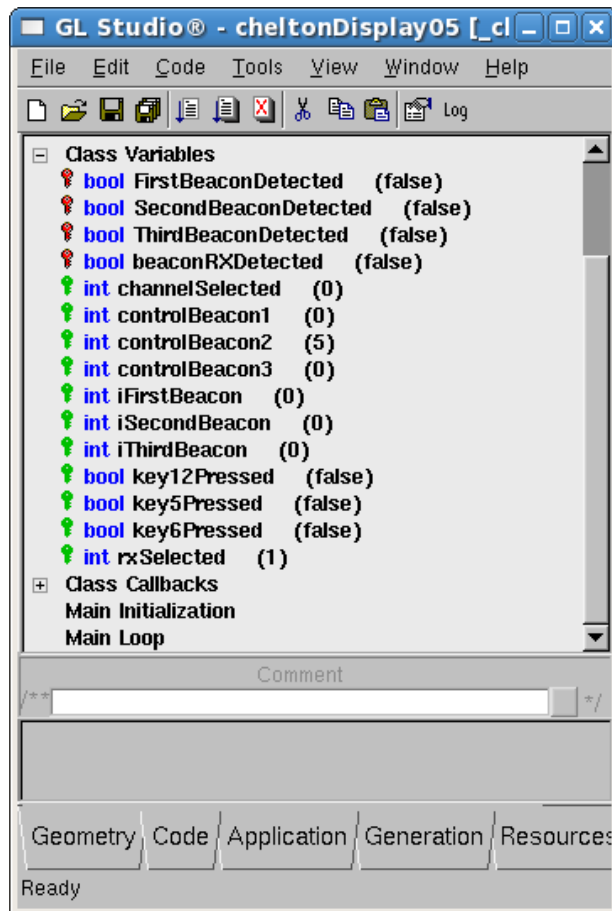 GL Studio® - cheltonDisplay05 [_cl
File Edit Code Tools View Window Help
Log
Class Variables
bool FirstBeaconDetected (false)
bool SecondBeaconDetected (false)
bool ThirdBeaconDetected (false)
bool beaconRXDetected (false)
int channelSelected (0)
int controlBeacon1 (0)
int controlBeacon2 (5)
int controlBeacon3 (0)
int iFirstBeacon (0)
int iSecondBeacon (0)
int iThirdBeacon (0)
bool key12Pressed (false)
bool key5Pressed (false)
bool key6Pressed (false)
int rxSelected (1)
Class Callbacks
Main Initialization
Main Loop
Comment
/** */
Geometry Code Application Generation Resources
Ready